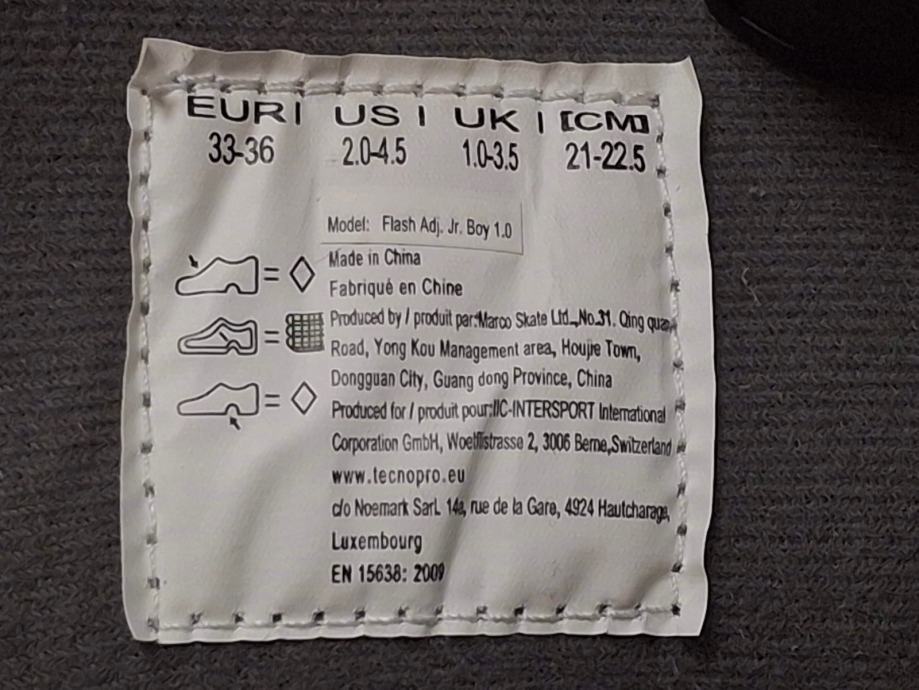 EUR | US | UK | [CM]
33-36 2.0-4.5 1.0-3.5 21-22.5
Model: Flash Adj. Jr. Boy 1.0
Made in China
Fabriqué en Chine
Produced by / produit par:Marco Skate Ltd.,No.31. Qing quan
Road, Yong Kou Management area, Houjie Town,
Dongguan City, Guang dong Province, China
Produced for / produit pour:IIC-INTERSPORT International
Corporation GmbH, Woelflistrasse 2, 3006 Berne,Switzerland
www.tecnopro.eu
c/o Noemark SarL 14a, rue de la Gare, 4924 Hautcharage,
Luxembourg
EN 15638: 2009